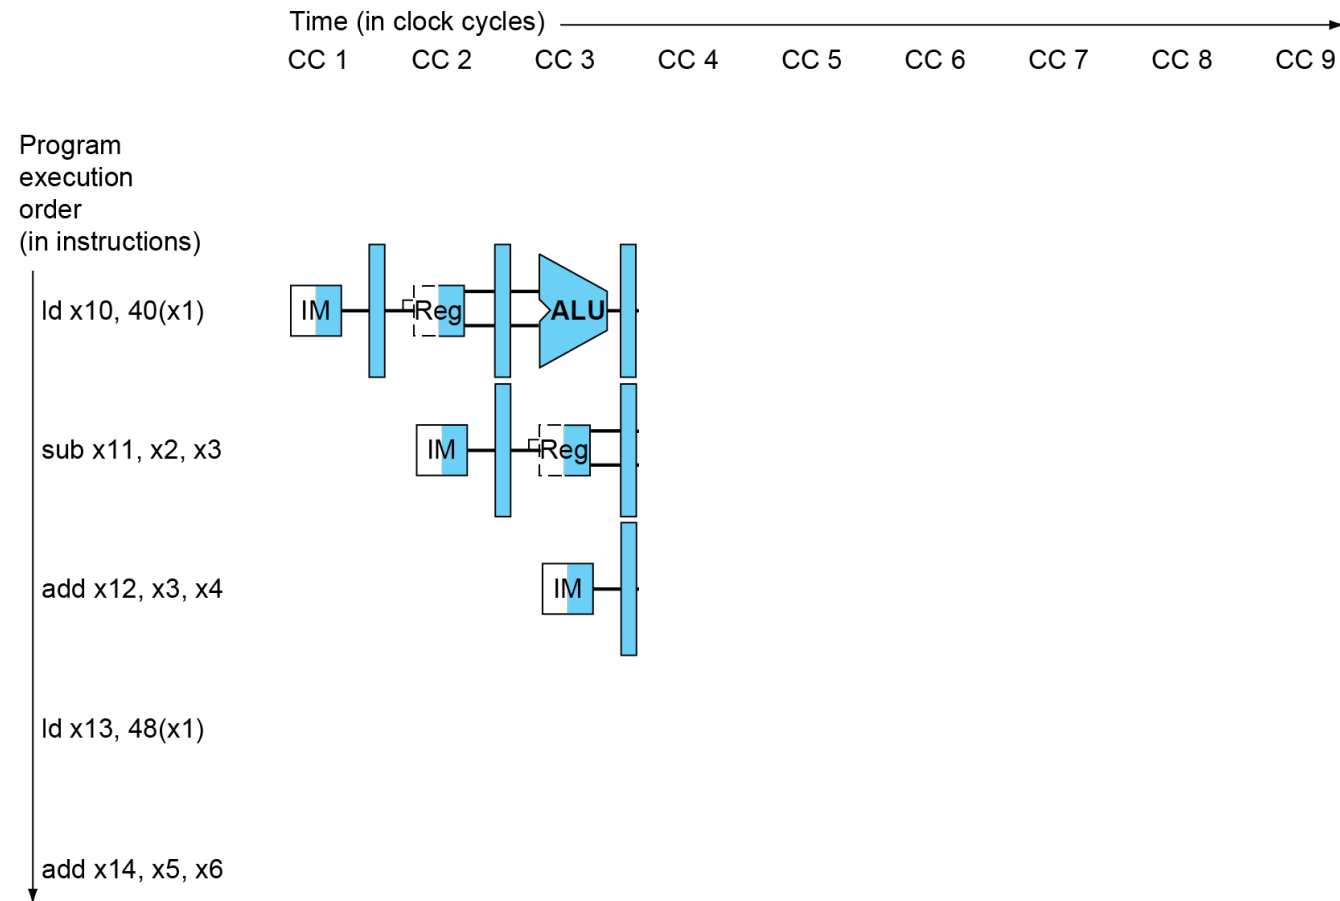 Time (in clock cycles)
CC 1 CC 2 CC 3 CC 4 CC 5 CC 6 CC 7 CC 8 CC 9
Program
execution
order
(in instructions)
ld x10, 40(x1) IM Reg ALU
sub x11, x2, x3 IM Reg
add x12, x3, x4 IM
ld x13, 48(x1)
add x14, x5, x6